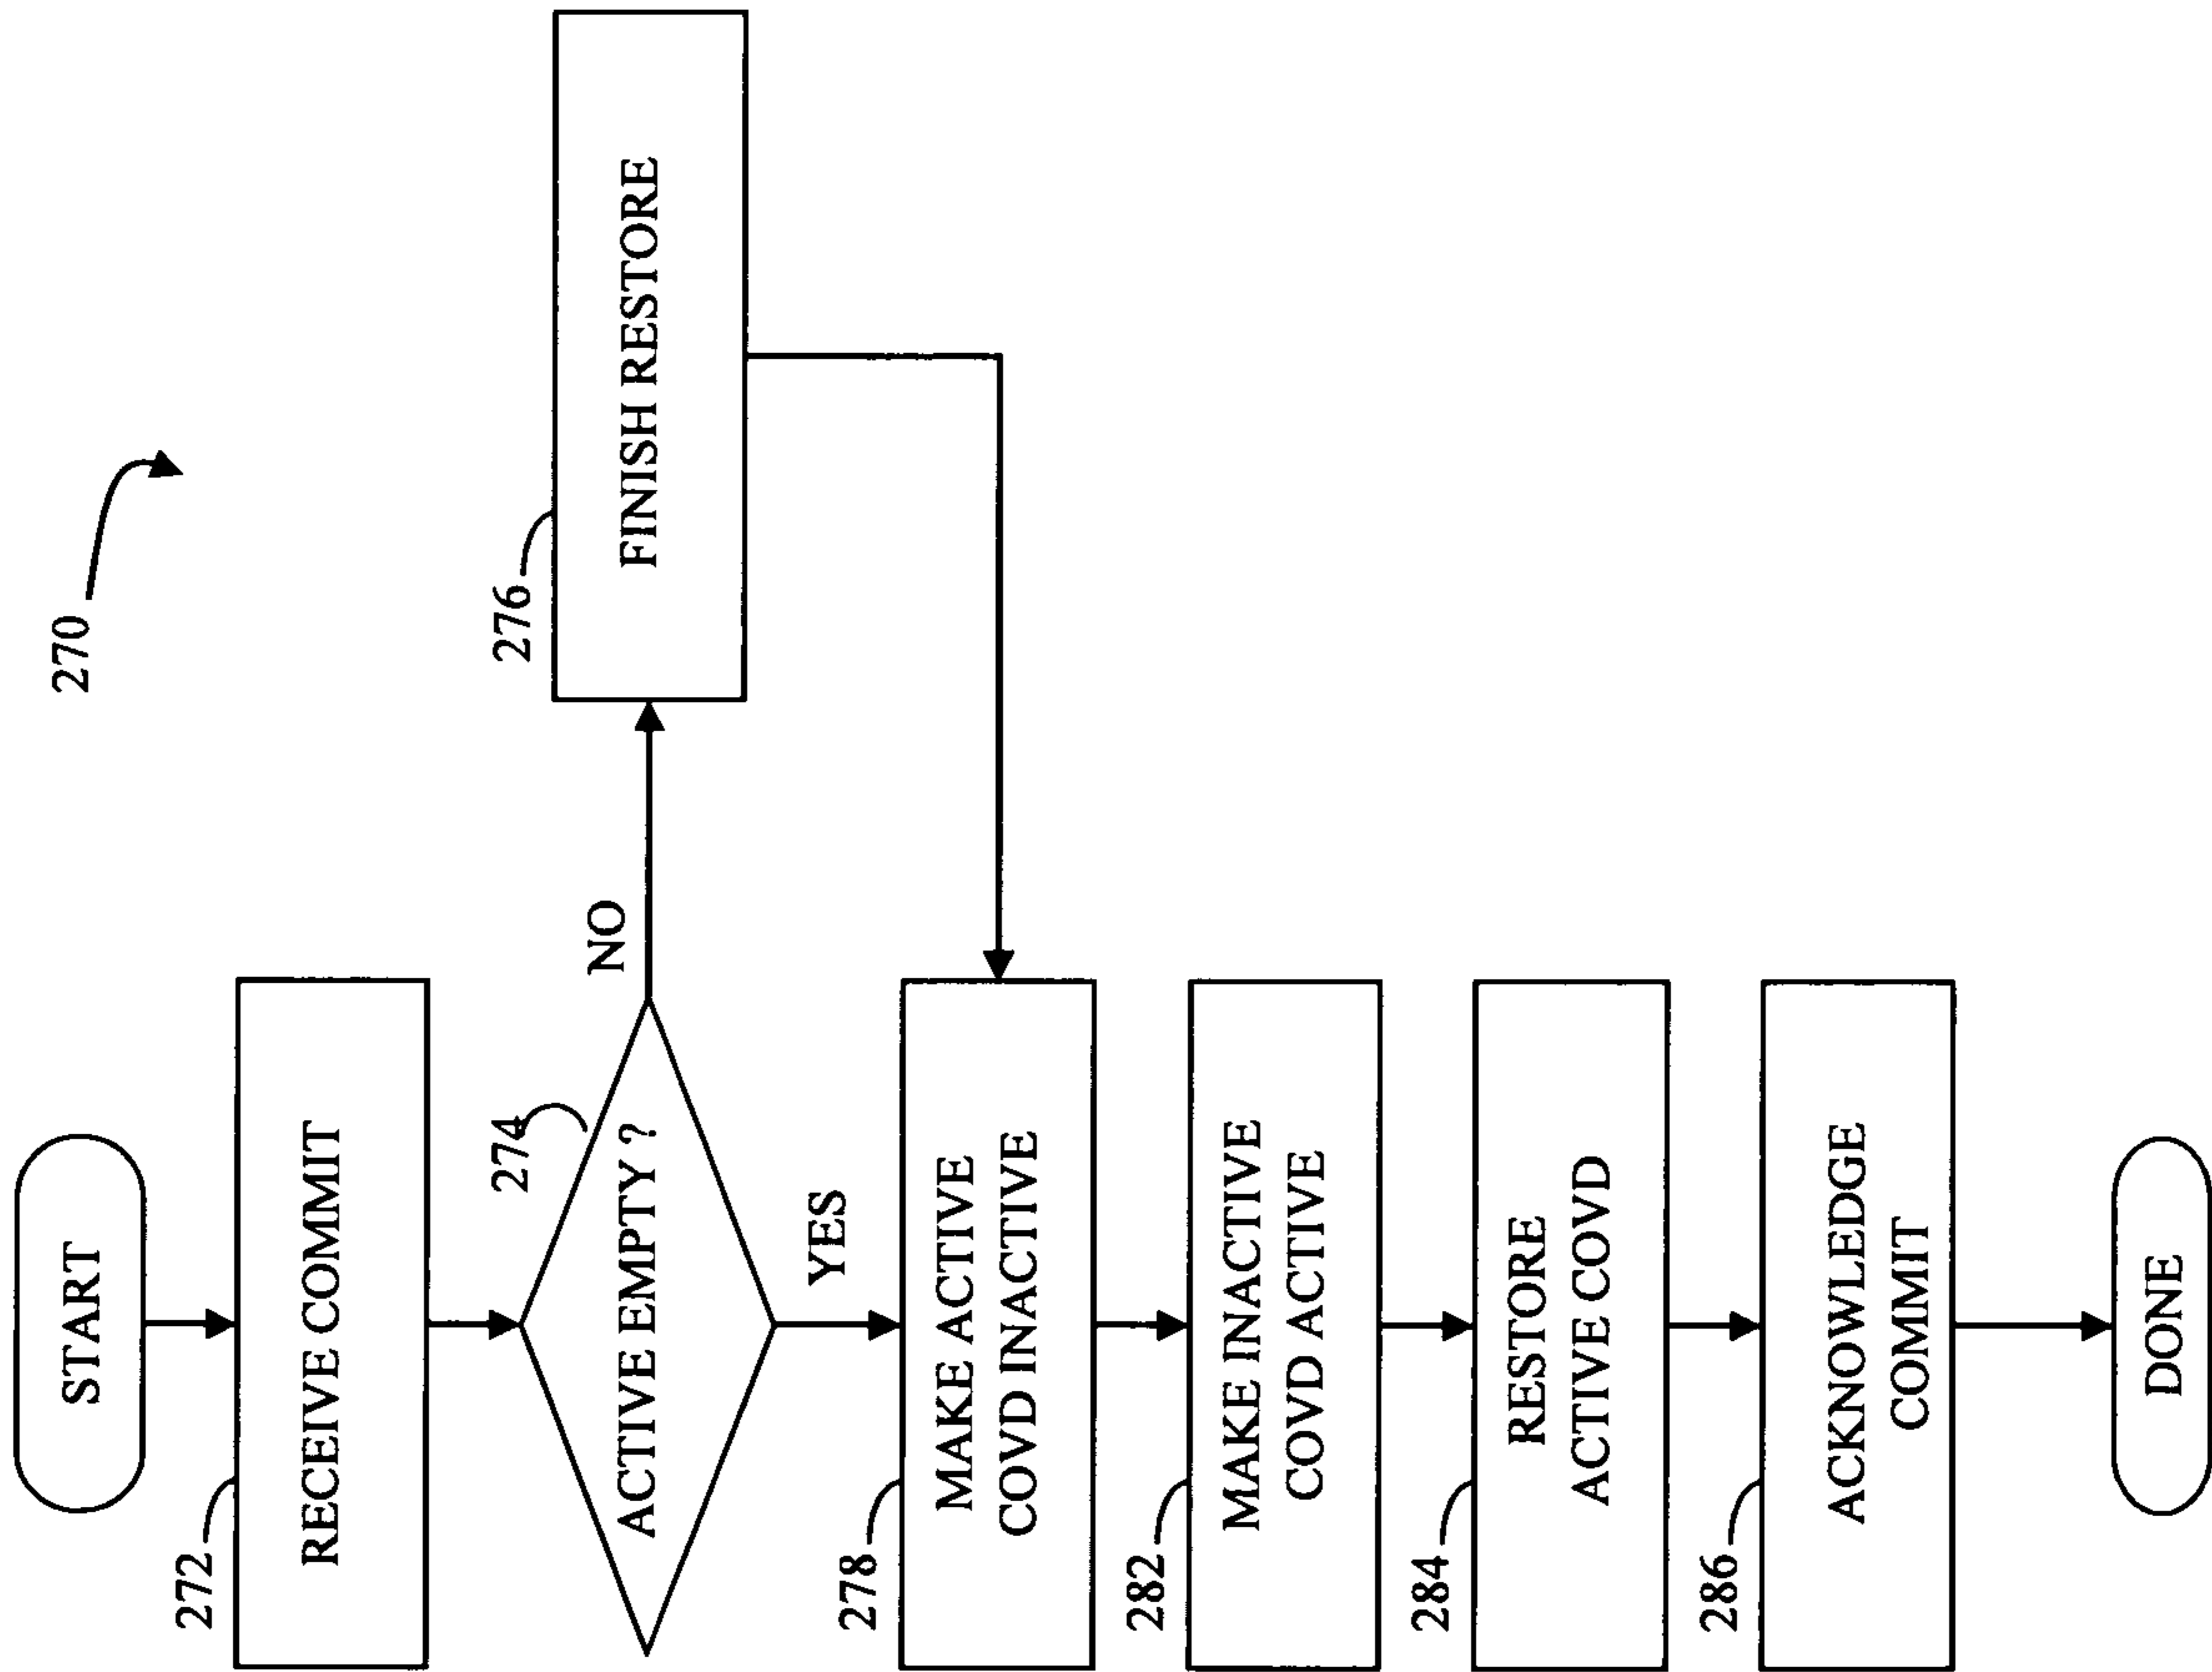 270
START
272
RECEIVE COMMIT
274
ACTIVE EMPTY ?
NO
276
FINISH RESTORE
YES
278
MAKE ACTIVE
COVD INACTIVE
282
MAKE INACTIVE
COVD ACTIVE
284
RESTORE
ACTIVE COVD
286
ACKNOWLEDGE
COMMIT
DONE